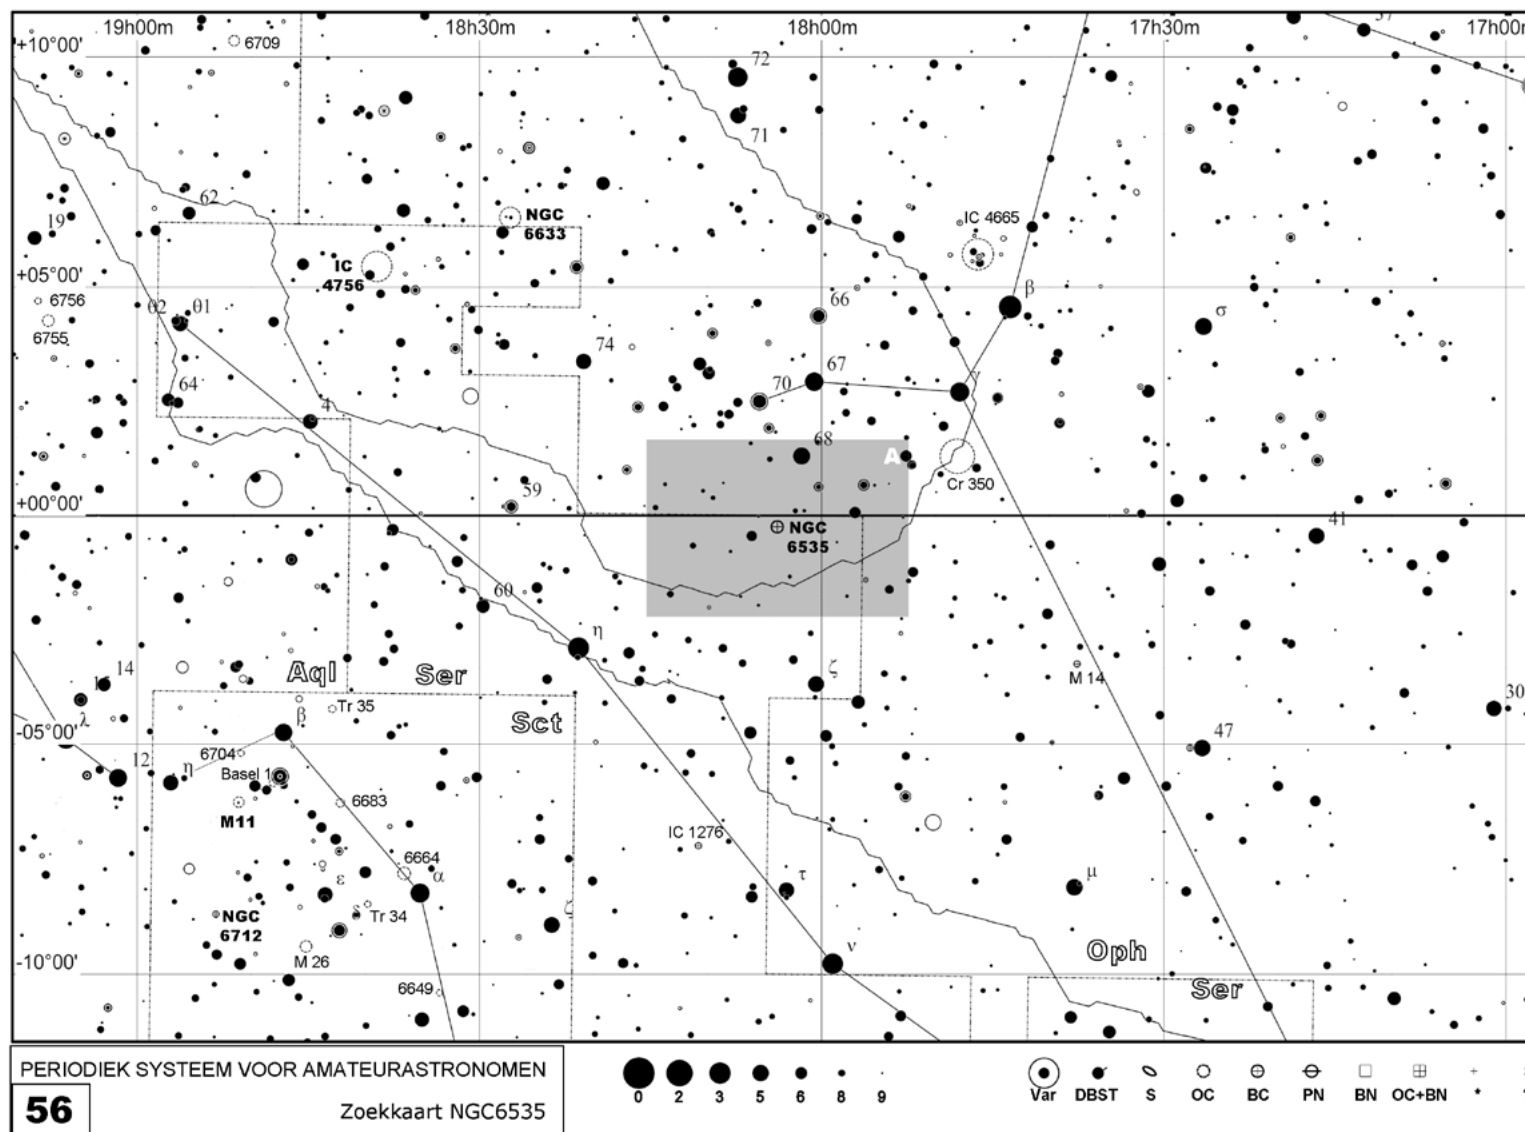 19h00m 18h30m 18h00m 17h30m 17h00m
+10°00'
6709
72
71
62
19
NGC
6633
IC 4665
IC
4756
+05°00'
6756
6755
θ2 θ1
66
β
σ
74
67
70
γ
64
4
68
A
Cr 350
59
+00°00'
NGC
6535
41
60
η
Aql
Ser
14
ζ
M 14
30
15
λ
Tr 35
β
Sct
-05°00'
47
12
η
6704
Basel 1
6683
M11
IC 1276
6664
ε
α
τ
μ
NGC
6712
δ
Tr 34
ζ
ν
Oph
M 26
-10°00'
6649
Ser
PERIODIEK SYSTEEM VOOR AMATEURASTRONOMEN
56
Zoekkaart NGC6535
0 2 3 5 6 8 9
Var DBST S OC BC PN BN OC+BN *